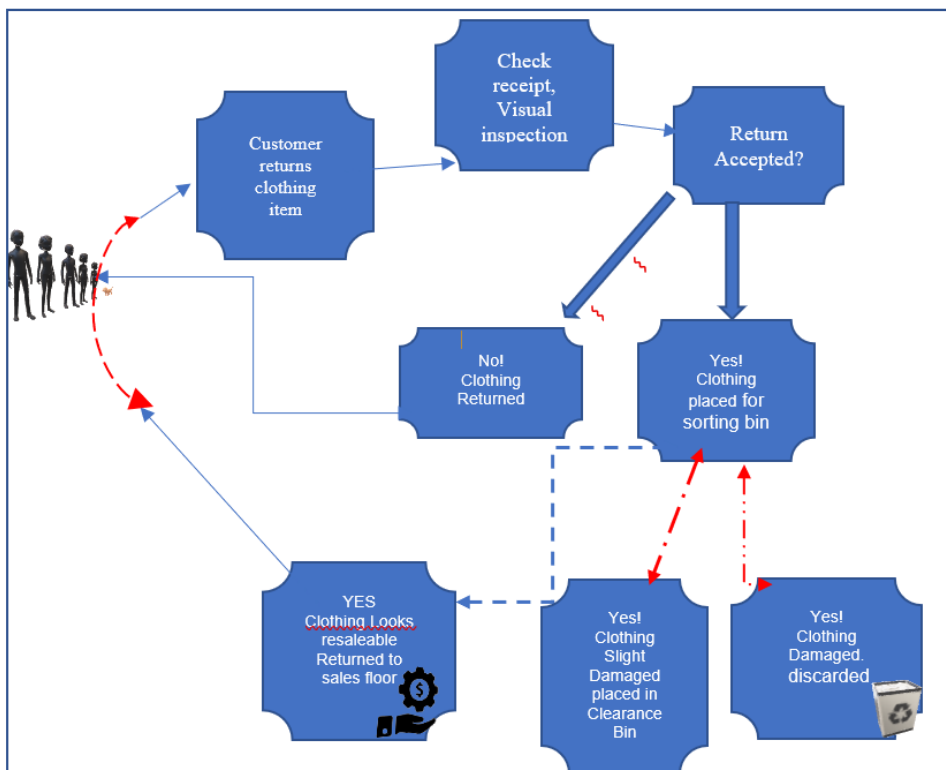 Check
receipt,
Visual
inspection
Customer
returns
clothing
item
Return
Accepted?
No!
Clothing
Returned
Yes!
Clothing
placed for
sorting bin
YES
Clothing Looks
resaleable
Returned to
sales floor
$
Yes!
Clothing
Slight
Damaged
placed in
Clearance
Bin
Yes!
Clothing
Damaged.
discarded